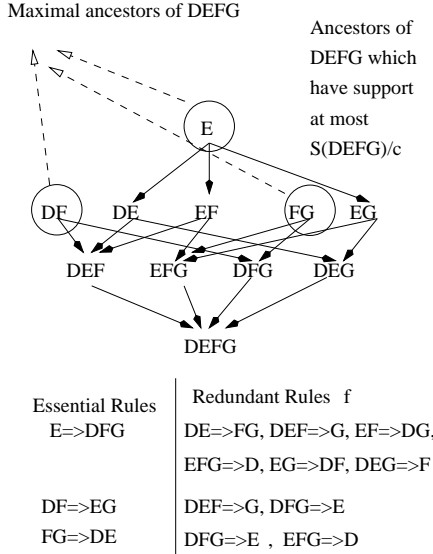 Maximal ancestors of DEFG
Ancestors of
DEFG which
have support
at most
S(DEFG)/c
E
DF DE EF FG EG
DEF EFG DFG DEG
DEFG
Essential Rules Redundant Rules f
E=>DFG DE=>FG, DEF=>G, EF=>DG,
EFG=>D, EG=>DF, DEG=>F
DF=>EG DEF=>G, DFG=>E
FG=>DE DFG=>E , EFG=>D